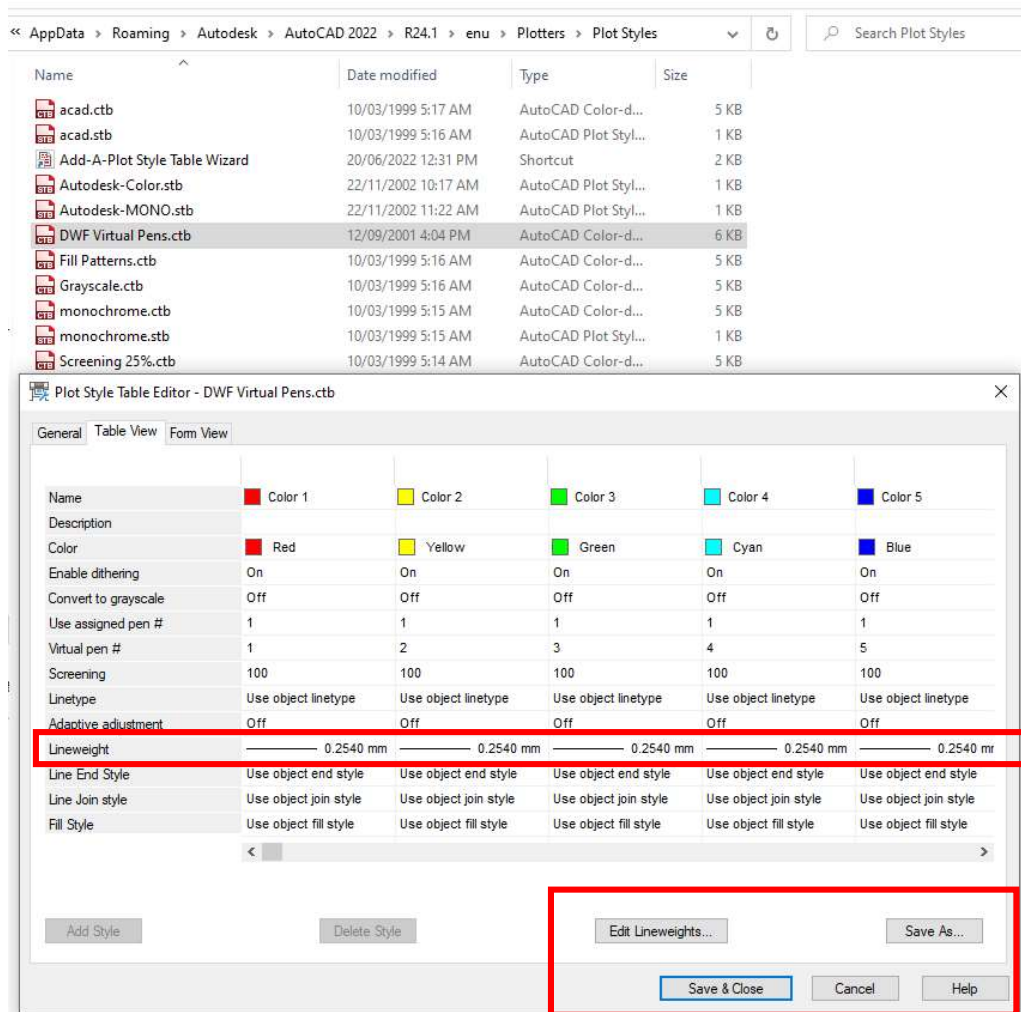 « AppData > Roaming > Autodesk > AutoCAD 2022 > R24.1 > enu > Plotters > Plot Styles Search Plot Styles
Name Date modified Type Size
acad.ctb 10/03/1999 5:17 AM AutoCAD Color-d... 5 KB
acad.stb 10/03/1999 5:16 AM AutoCAD Plot Styl... 1 KB
Add-A-Plot Style Table Wizard 20/06/2022 12:31 PM Shortcut 2 KB
Autodesk-Color.stb 22/11/2002 10:17 AM AutoCAD Plot Styl... 1 KB
Autodesk-MONO.stb 22/11/2002 11:22 AM AutoCAD Plot Styl... 1 KB
DWF Virtual Pens.ctb 12/09/2001 4:04 PM AutoCAD Color-d... 6 KB
Fill Patterns.ctb 10/03/1999 5:16 AM AutoCAD Color-d... 5 KB
Grayscale.ctb 10/03/1999 5:16 AM AutoCAD Color-d... 5 KB
monochrome.ctb 10/03/1999 5:15 AM AutoCAD Color-d... 5 KB
monochrome.stb 10/03/1999 5:15 AM AutoCAD Plot Styl... 1 KB
Screening 25%.ctb 10/03/1999 5:14 AM AutoCAD Color-d... 5 KB
Plot Style Table Editor - DWF Virtual Pens.ctb
General Table View Form View
Name Color 1 Color 2 Color 3 Color 4 Color 5
Description
Color Red Yellow Green Cyan Blue
Enable dithering On On On On On
Convert to grayscale Off Off Off Off Off
Use assigned pen # 1 1 1 1 1
Virtual pen # 1 2 3 4 5
Screening 100 100 100 100 100
Linetype Use object linetype Use object linetype Use object linetype Use object linetype Use object linetype
Adaptive adjustment Off Off Off Off Off
Lineweight 0.2540 mm 0.2540 mm 0.2540 mm 0.2540 mm 0.2540 mr
Line End Style Use object end style Use object end style Use object end style Use object end style Use object end style
Line Join style Use object join style Use object join style Use object join style Use object join style Use object join style
Fill Style Use object fill style Use object fill style Use object fill style Use object fill style Use object fill style
Add Style Delete Style Edit Lineweights... Save As...
Save & Close Cancel Help